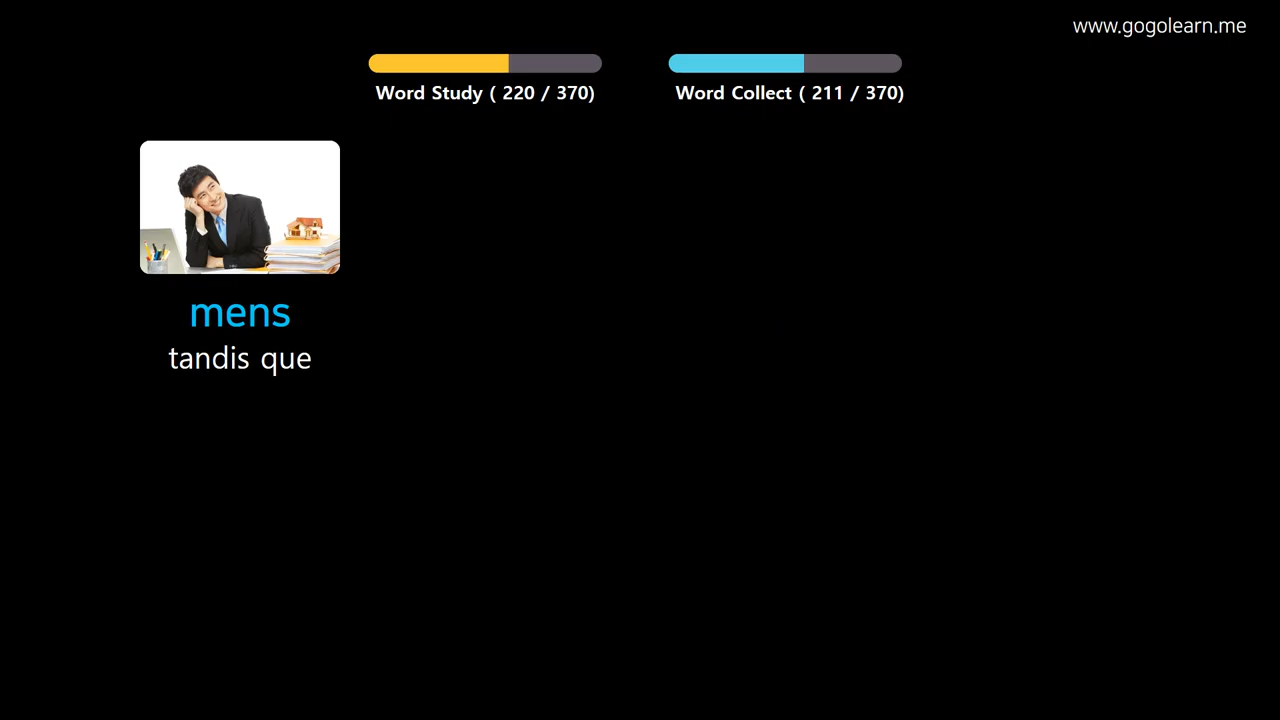 www.gogolearn.me
Word Study ( 220 / 370)
Word Collect ( 211 / 370)
mens
tandis que